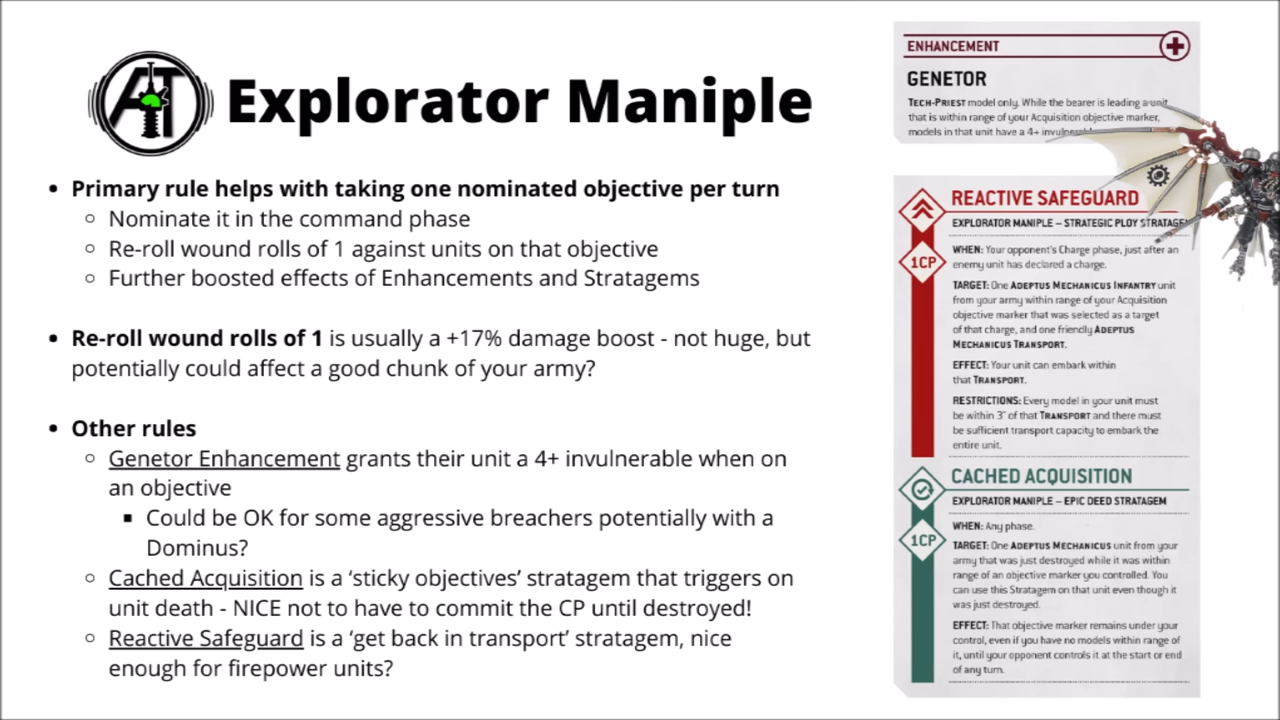 AT
Explorator Maniple
• Primary rule helps with taking one nominated objective per turn
○ Nominate it in the command phase
○ Re-roll wound rolls of 1 against units on that objective
○ Further boosted effects of Enhancements and Stratagems
• Re-roll wound rolls of 1 is usually a +17% damage boost - not huge, but
potentially could affect a good chunk of your army?
• Other rules
○ Genetor Enhancement grants their unit a 4+ invulnerable when on
an objective
▪ Could be OK for some aggressive breachers potentially with a
Dominus?
○ Cached Acquisition is a ‘sticky objectives’ stratagem that triggers on
unit death - NICE not to have to commit the CP until destroyed!
○ Reactive Safeguard is a ‘get back in transport’ stratagem, nice
enough for firepower units?
ENHANCEMENT
GENETOR
TECH-PRIEST model only. While the bearer is leading a unit
that is within range of your Acquisition objective marker,
models in that unit have a 4+
REACTIVE SAFEGUARD
EXPLORATOR MANIPLE – STRATEGIC PLOY
1CP
WHEN: Your opponent's Charge phase, just after an
enemy unit has declared a charge.
TARGET: One ADEPTUS MECHANICUS INFANTRY unit
from your army within range of your Acquisition
objective marker that was selected as a target
of that charge, and one friendly ADEPTUS
MECHANICUS TRANSPORT.
EFFECT: Your unit can embark within
that TRANSPORT.
RESTRICTIONS: Every model in your unit must
be within 3" of that TRANSPORT and there must
be sufficient transport capacity to embark the
entire unit.
CACHED ACQUISITION
EXPLORATOR MANIPLE – EPIC DEED STRATAGEM
1CP
WHEN: Any phase.
TARGET: One ADEPTUS MECHANICUS unit from your
army that was just destroyed while it was within
range of an objective marker you controlled. You
can use this Stratagem on that unit even though it
was just destroyed.
EFFECT: That objective marker remains under your
control, even if you have no models within range of
it, until your opponent controls it at the start or end
of any turn.